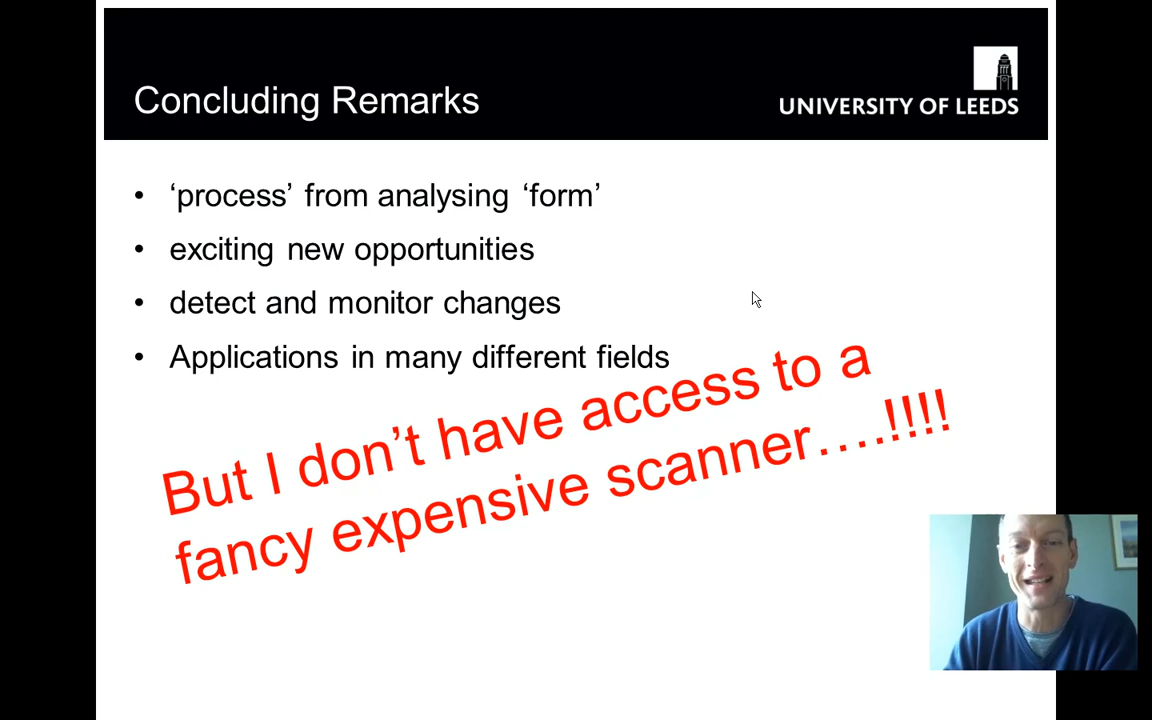 Concluding Remarks
UNIVERSITY OF LEEDS
• ‘process’ from analysing ‘form’
• exciting new opportunities
• detect and monitor changes
• Applications in many different fields
But I don’t have access to a
fancy expensive scanner….!!!!